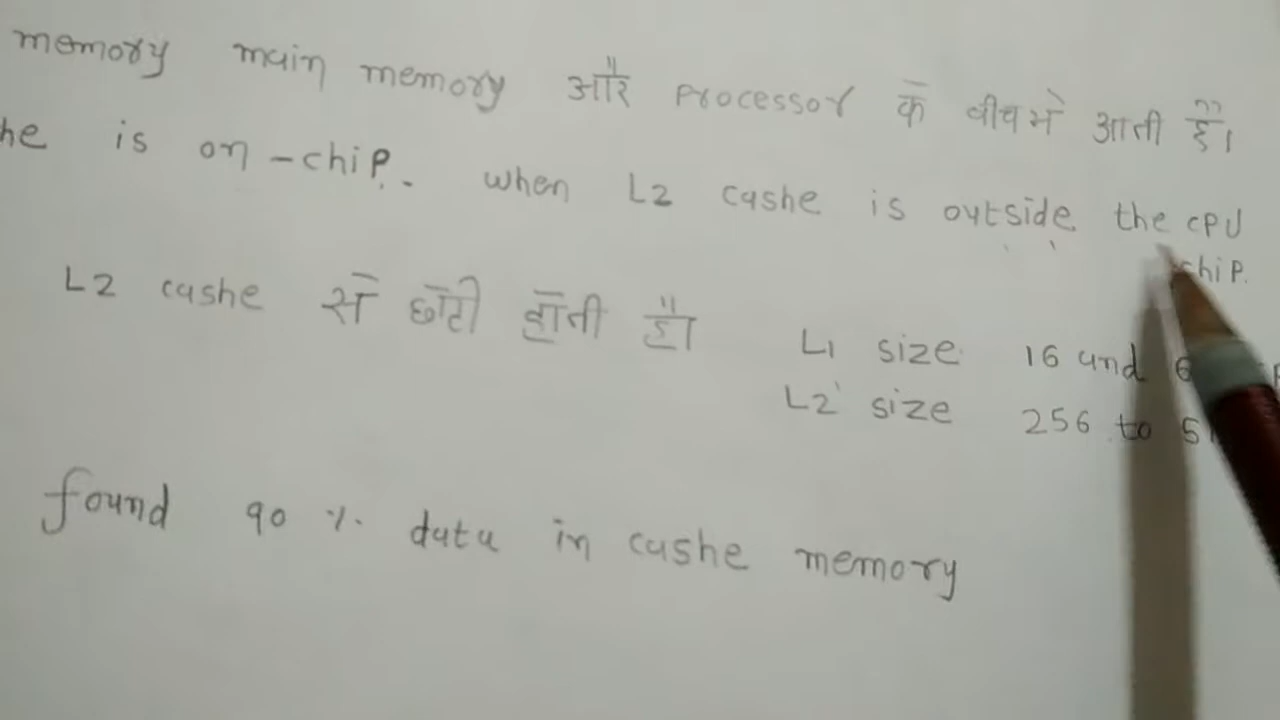 memory main memory और processor के बीच मे आती हैं।
he is on-chip. when L2 cashe is outside the CPU
chip.
L2 cashe से छोटी होती है।
L1 size 16 and
L2 size 256 to
found 90 % data in cashe memory